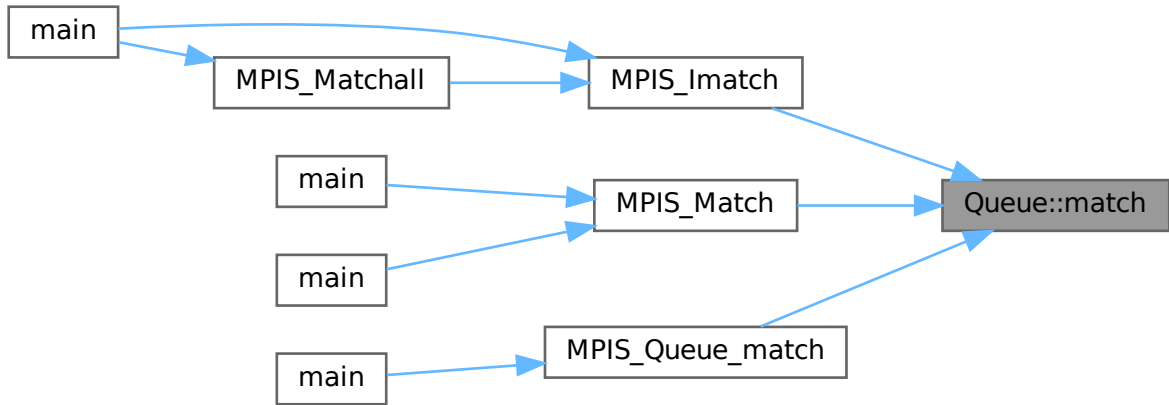 main
MPIS_Matchall
MPIS_Imatch
main
MPIS_Match
Queue::match
main
MPIS_Queue_match
main